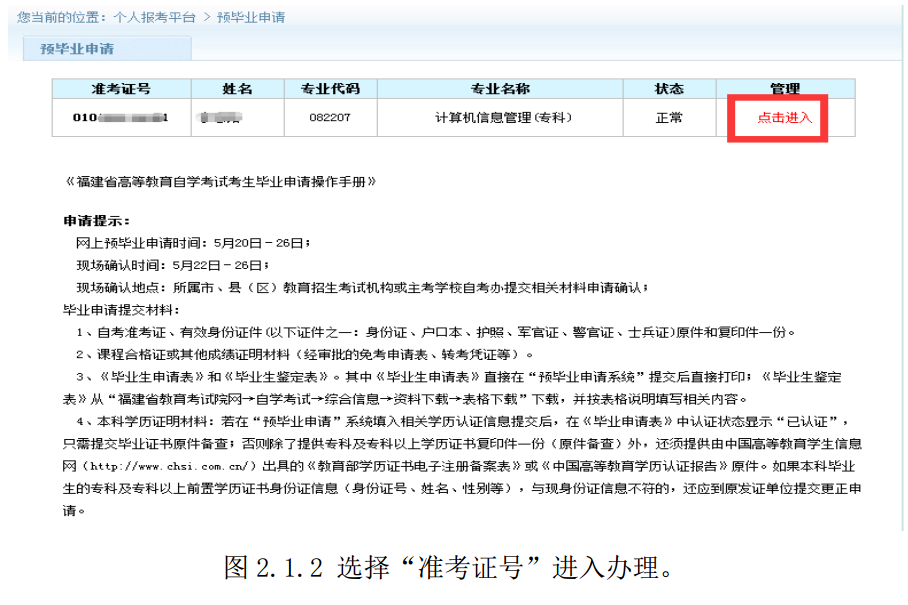 您当前的位置：个人报考平台 > 预毕业申请
预毕业申请
准考证号 姓名 专业代码 专业名称 状态 管理
010 1 082207 计算机信息管理(专科) 正常 点击进入
《福建省高等教育自学考试考生毕业申请操作手册》
申请提示：
网上预毕业申请时间：5月20日－26日；
现场确认时间：5月22日－26日；
现场确认地点：所属市、县（区）教育招生考试机构或主考学校自考办提交相关材料申请确认；
毕业申请提交材料：
1、自考准考证、有效身份证件(以下证件之一：身份证、户口本、护照、军官证、警官证、士兵证)原件和复印件一份。
2、课程合格证或其他成绩证明材料（经审批的免考申请表、转考凭证等）。
3、《毕业生申请表》和《毕业生鉴定表》。其中《毕业生申请表》直接在“预毕业申请系统”提交后直接打印；《毕业生鉴定
表》从“福建省教育考试院网→自学考试→综合信息→资料下载→表格下载”下载，并按表格说明填写相关内容。
4、本科学历证明材料：若在“预毕业申请”系统填入相关学历认证信息提交后，在《毕业申请表》中认证状态显示“已认证”，
只需提交毕业证书原件备查；否则除了提供专科及专科以上学历证书复印件一份（原件备查）外，还须提供由中国高等教育学生信息
网（http://www.chsi.com.cn/）出具的《教育部学历证书电子注册备案表》或《中国高等教育学历认证报告》原件。如果本科毕业
生的专科及专科以上前置学历证书身份证信息（身份证号、姓名、性别等），与现身份证信息不符的，还应到原发证单位提交更正申
请。
图 2.1.2 选择“准考证号”进入办理。